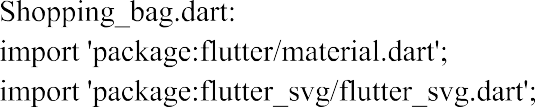 Shopping_bag.dart:
import 'package:flutter/material.dart';
import 'package:flutter_svg/flutter_svg.dart';